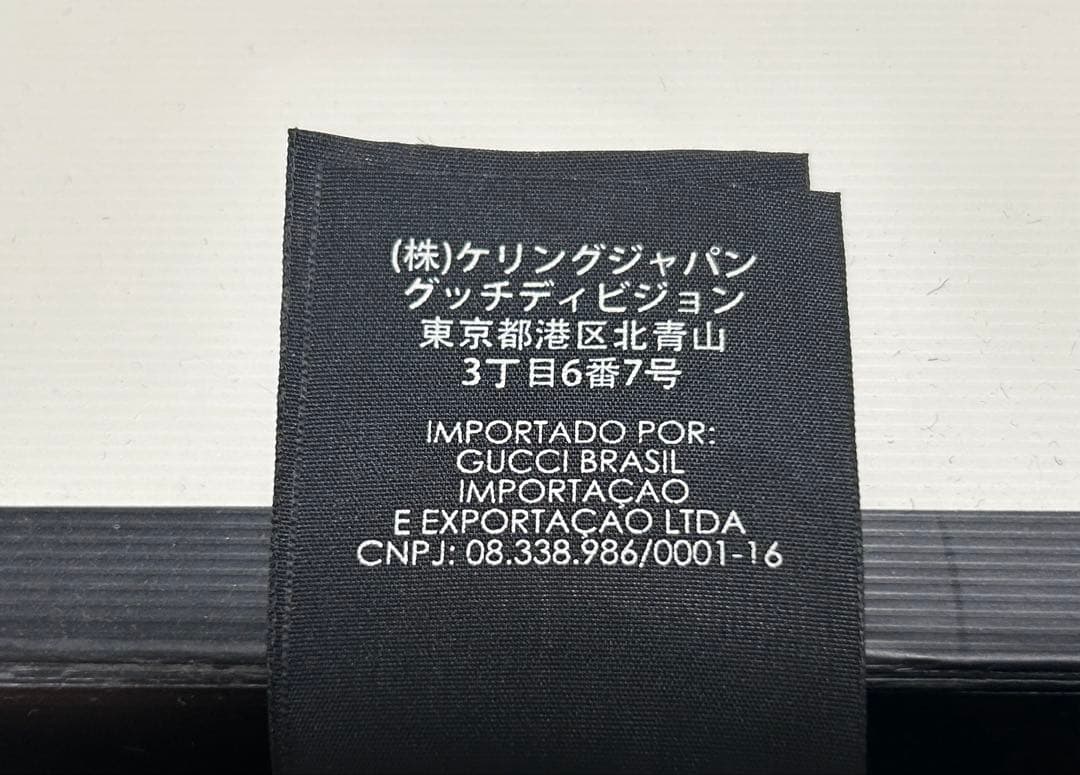 (株)ケリングジャパン
グッチディビジョン
東京都港区北青山
3丁目6番7号
IMPORTADO POR:
GUCCI BRASIL
IMPORTAÇAO
E EXPORTAÇAO LTDA
CNPJ: 08.338.986/0001-16